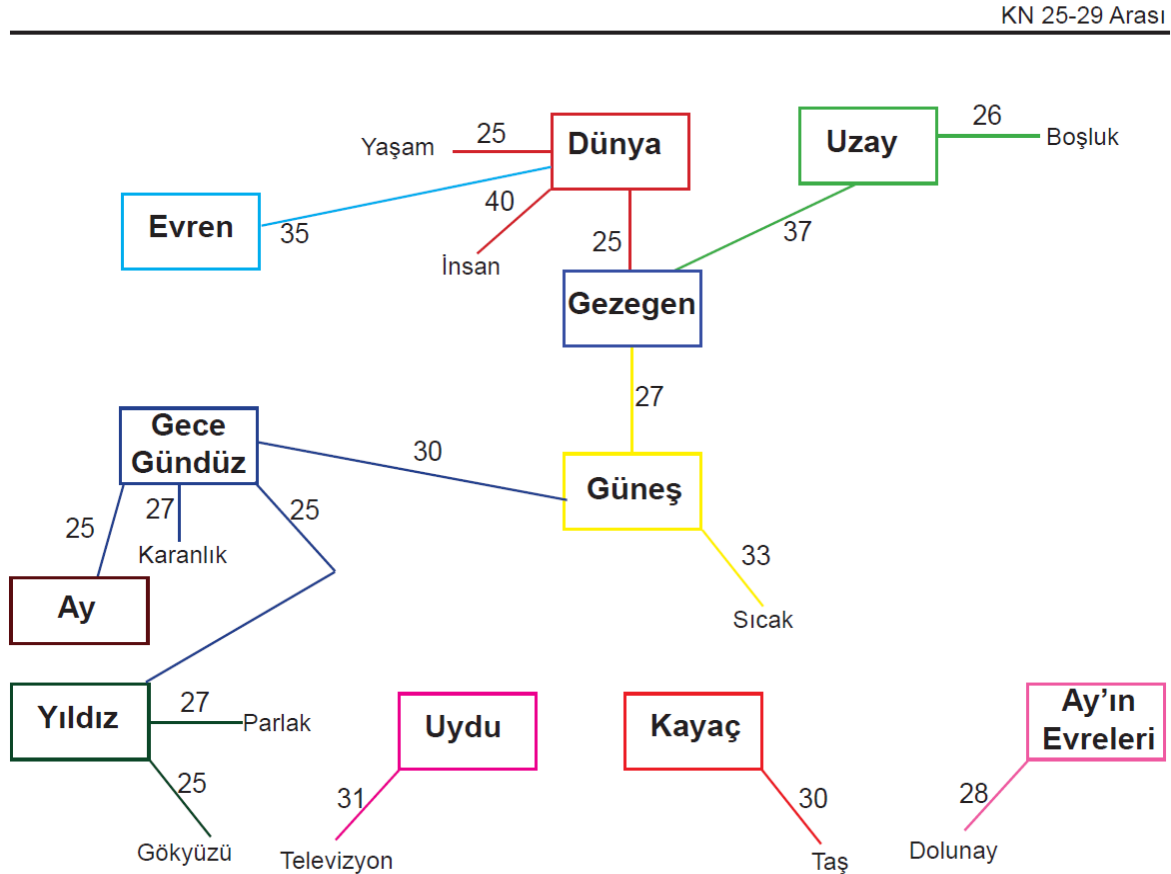 KN 25-29 Arası
Yaşam
25
Dünya
Uzay
26
Boşluk
Evren
35
40
İnsan
25
37
Gezegen
27
Gece
Gündüz
30
Güneş
25
27
25
Karanlık
33
Ay
Sıcak
Yıldız
27
Parlak
Uydu
Kayaç
Ay’ın
Evreleri
25
31
30
28
Gökyüzü
Televizyon
Taş
Dolunay